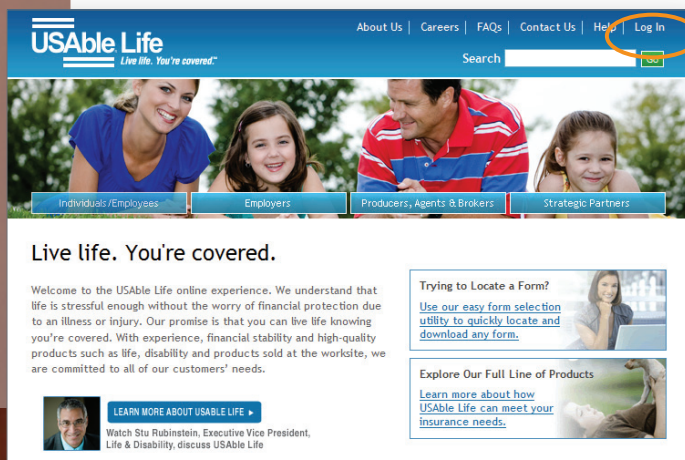 About Us | Careers | FAQs | Contact Us | Help | Log In
USAble Life
Live life. You're covered.™
Search Go
Individuals/Employees Employers Producers, Agents & Brokers Strategic Partners
Live life. You're covered.
Welcome to the USAble Life online experience. We understand that
life is stressful enough without the worry of financial protection due
to an illness or injury. Our promise is that you can live life knowing
you're covered. With experience, financial stability and high-quality
products such as life, disability and products sold at the worksite, we
are committed to all of our customers' needs.
LEARN MORE ABOUT USABLE LIFE ►
Watch Stu Rubinstein, Executive Vice President,
Life & Disability, discuss USAble Life
Trying to Locate a Form?
Use our easy form selection
utility to quickly locate and
download any form.
Explore Our Full Line of Products
Learn more about how
USAble Life can meet your
insurance needs.